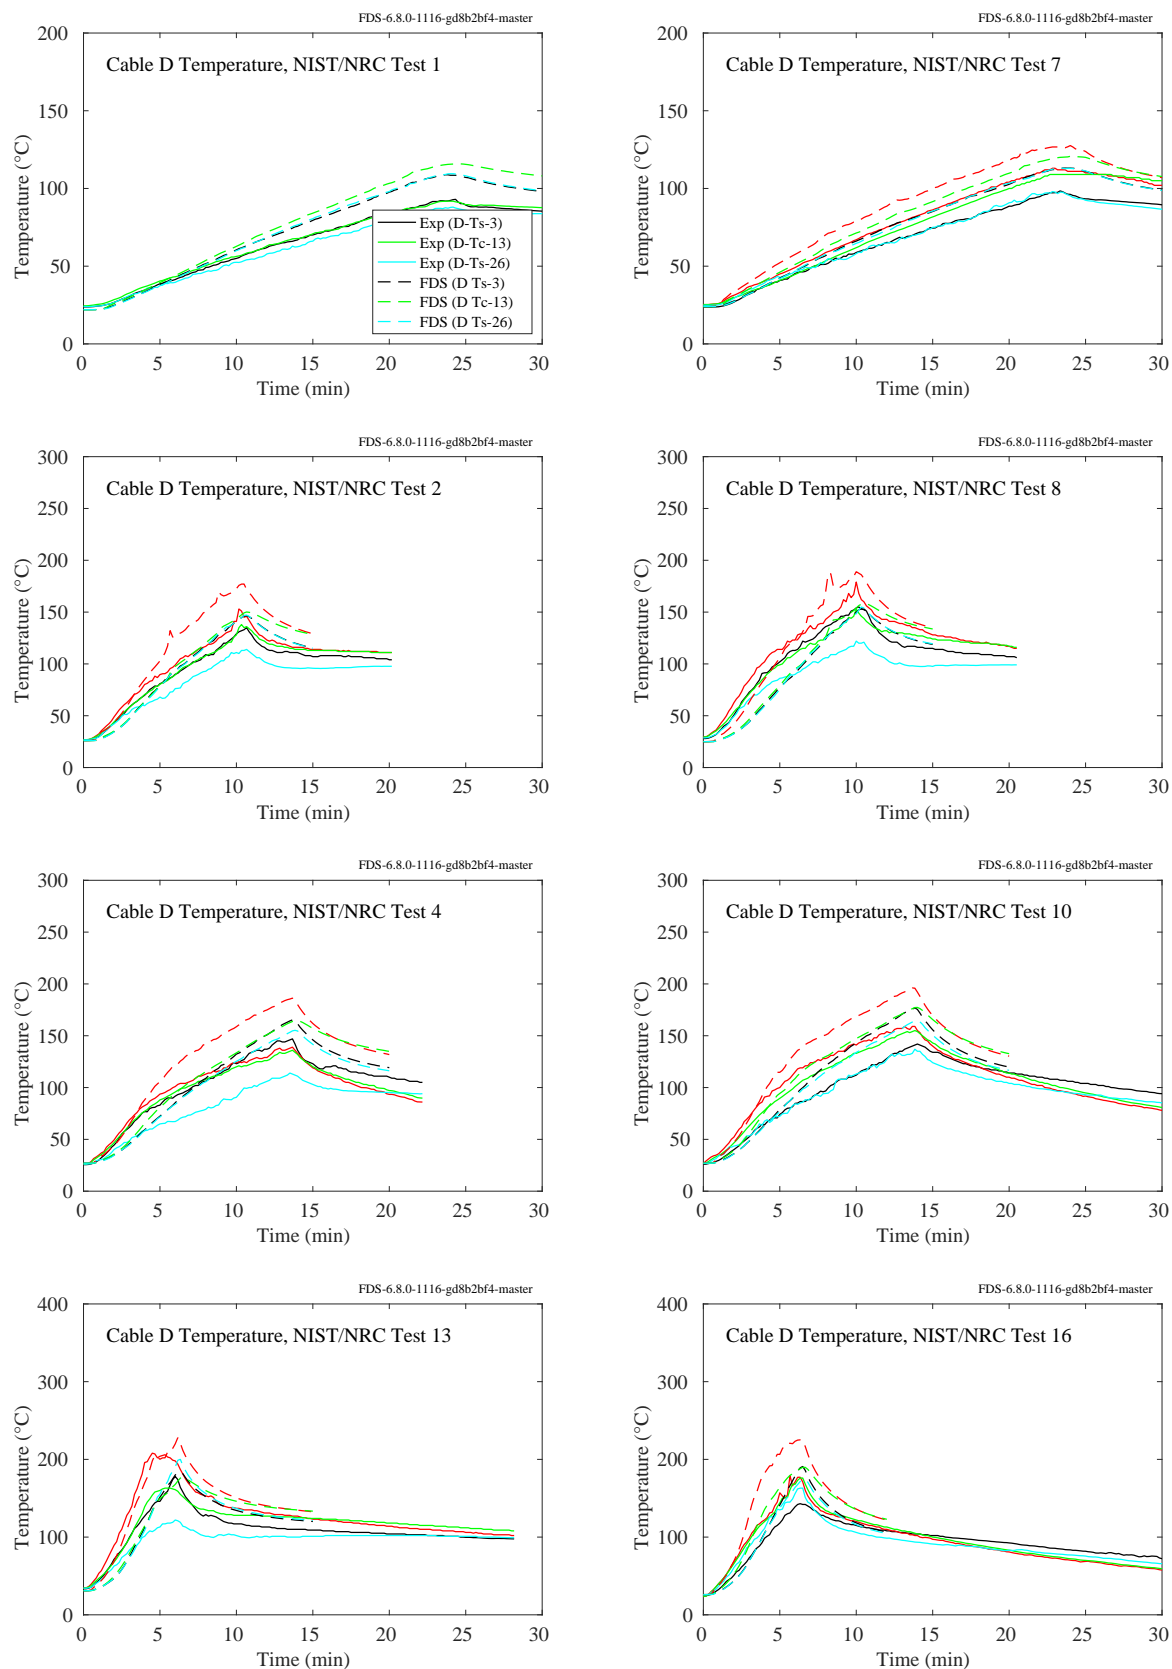 FDS-6.8.0-1116-gd8b2bf4-master
Cable D Temperature, NIST/NRC Test 1
Temperature (°C)
200
150
100
50
0
Exp (D-Ts-3)
Exp (D-Tc-13)
Exp (D-Ts-26)
FDS (D Ts-3)
FDS (D Tc-13)
FDS (D Ts-26)
0 5 10 15 20 25 30
Time (min)
FDS-6.8.0-1116-gd8b2bf4-master
Cable D Temperature, NIST/NRC Test 7
Temperature (°C)
200
150
100
50
0
0 5 10 15 20 25 30
Time (min)
FDS-6.8.0-1116-gd8b2bf4-master
Cable D Temperature, NIST/NRC Test 2
Temperature (°C)
300
250
200
150
100
50
0
0 5 10 15 20 25 30
Time (min)
FDS-6.8.0-1116-gd8b2bf4-master
Cable D Temperature, NIST/NRC Test 8
Temperature (°C)
300
250
200
150
100
50
0
0 5 10 15 20 25 30
Time (min)
FDS-6.8.0-1116-gd8b2bf4-master
Cable D Temperature, NIST/NRC Test 4
Temperature (°C)
300
250
200
150
100
50
0
0 5 10 15 20 25 30
Time (min)
FDS-6.8.0-1116-gd8b2bf4-master
Cable D Temperature, NIST/NRC Test 10
Temperature (°C)
300
250
200
150
100
50
0
0 5 10 15 20 25 30
Time (min)
FDS-6.8.0-1116-gd8b2bf4-master
Cable D Temperature, NIST/NRC Test 13
Temperature (°C)
400
300
200
100
0
0 5 10 15 20 25 30
Time (min)
FDS-6.8.0-1116-gd8b2bf4-master
Cable D Temperature, NIST/NRC Test 16
Temperature (°C)
400
300
200
100
0
0 5 10 15 20 25 30
Time (min)